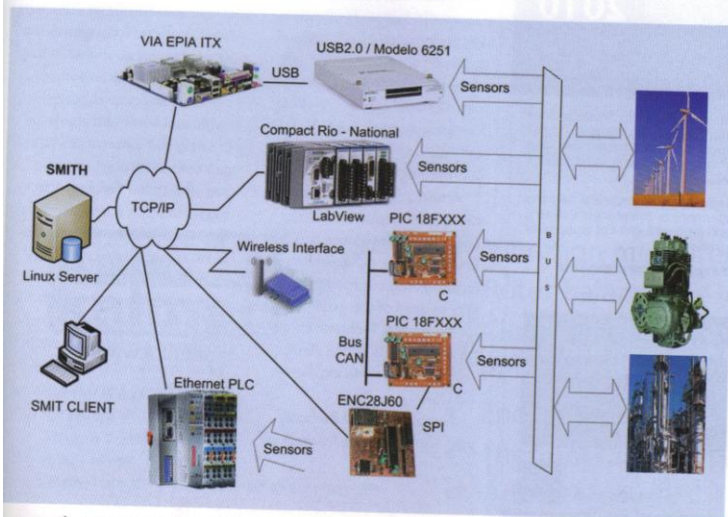 VIA EPIA ITX
USB2.0 / Modelo 6251
USB
Sensors
Compact Rio - National
Sensors
SMITH
TCP/IP
LabView
PIC 18FXXX
Wireless Interface
Sensors
B
U
S
Linux Server
C
PIC 18FXXX
Bus
CAN
Sensors
Ethernet PLC
C
SMIT CLIENT
ENC28J60
SPI
Sensors